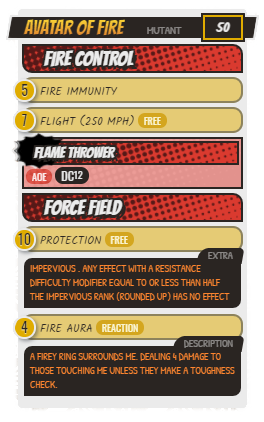 AVATAR OF FIRE MUTANT 50
FIRE CONTROL
5 FIRE IMMUNITY
7 FLIGHT (250 MPH) FREE
FLAME THROWER
AOE DC12
FORCE FIELD
10 PROTECTION FREE
EXTRA
IMPERVIOUS . ANY EFFECT WITH A RESISTANCE
DIFFICULTY MODIFIER EQUAL TO OR LESS THAN HALF
THE IMPERVIOUS RANK (ROUNDED UP) HAS NO EFFECT
4 FIRE AURA REACTION
DESCRIPTION
A FIREY RING SURROUNDS ME. DEALING 4 DAMAGE TO
THOSE TOUCHING ME UNLESS THEY MAKE A TOUGHNESS
CHECK.